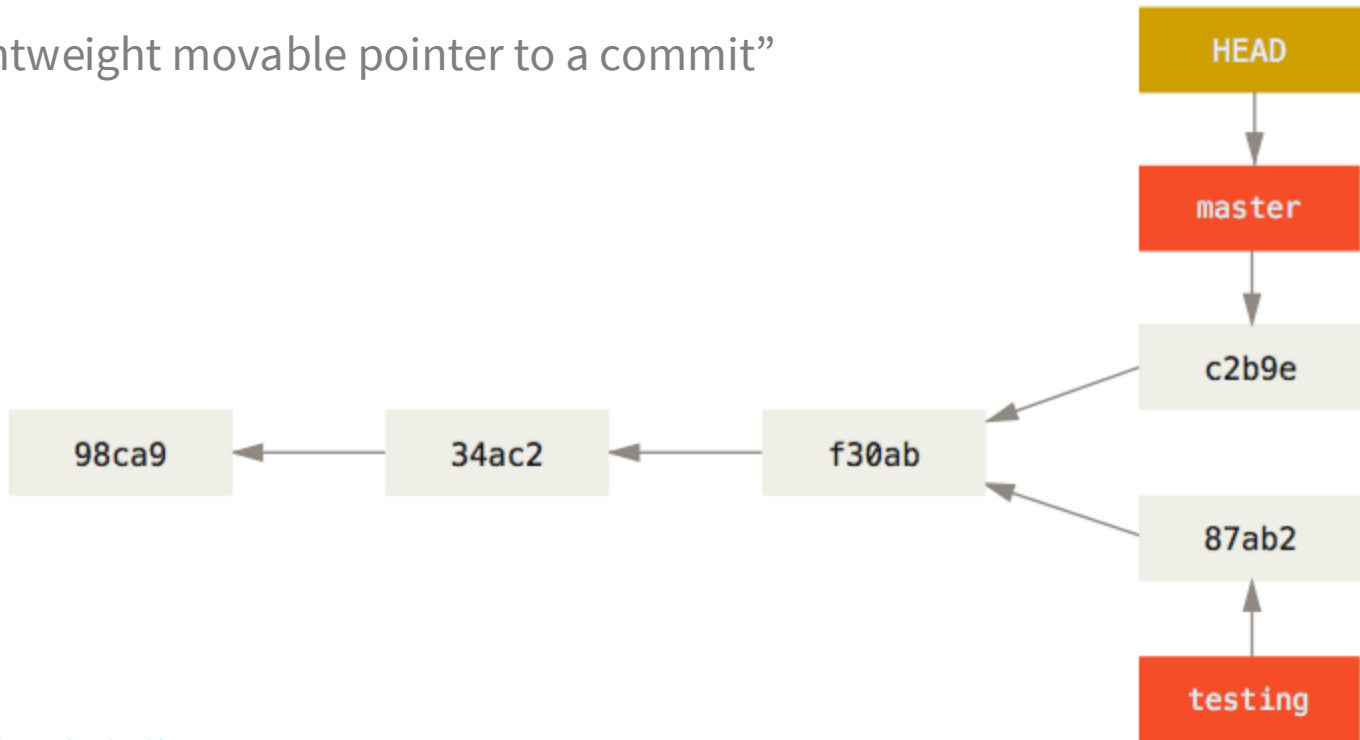 ntweight movable pointer to a commit”
HEAD
master
c2b9e
98ca9 34ac2 f30ab
87ab2
testing